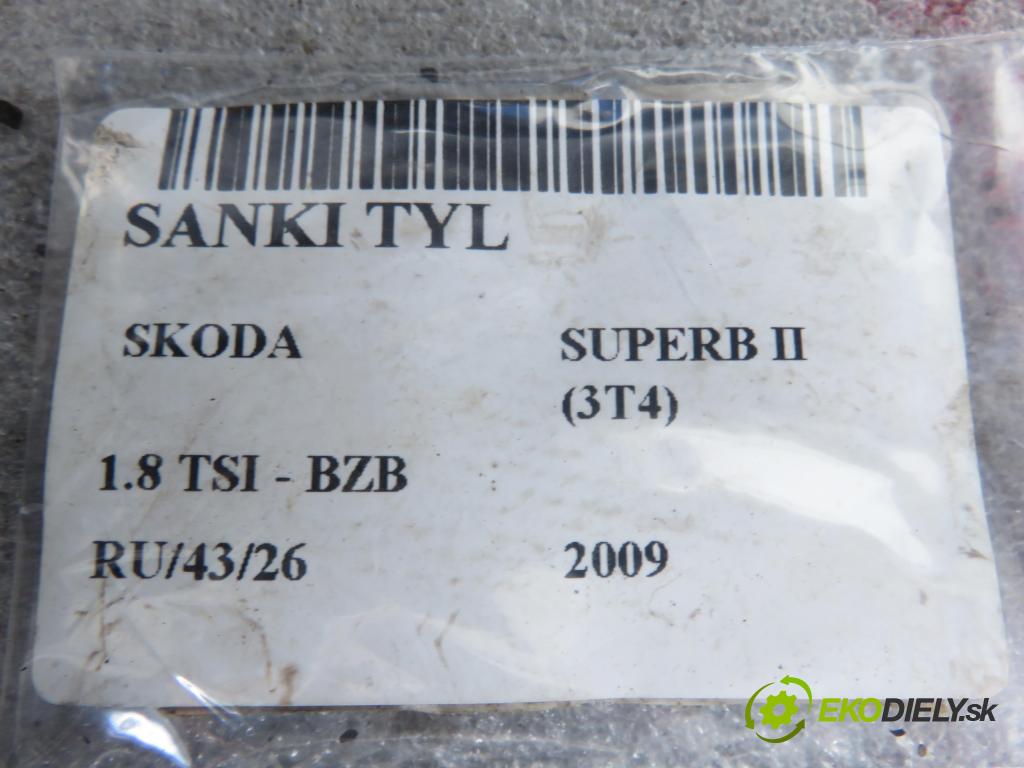 SANKI TYL
SKODA SUPERB II
(3T4)
1.8 TSI - BZB
RU/43/26 2009
EKODIELY.sk